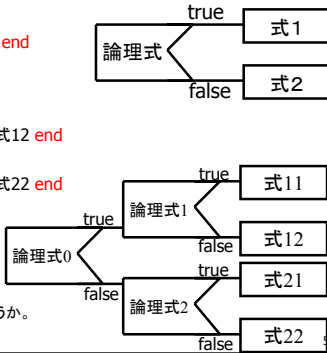 true
end
論理式
式1
式2
false
式12 end
式22 end
true
式11
論理式1
true
false
式12
論理式0
true
式21
false
論理式2
うか。
false
式22